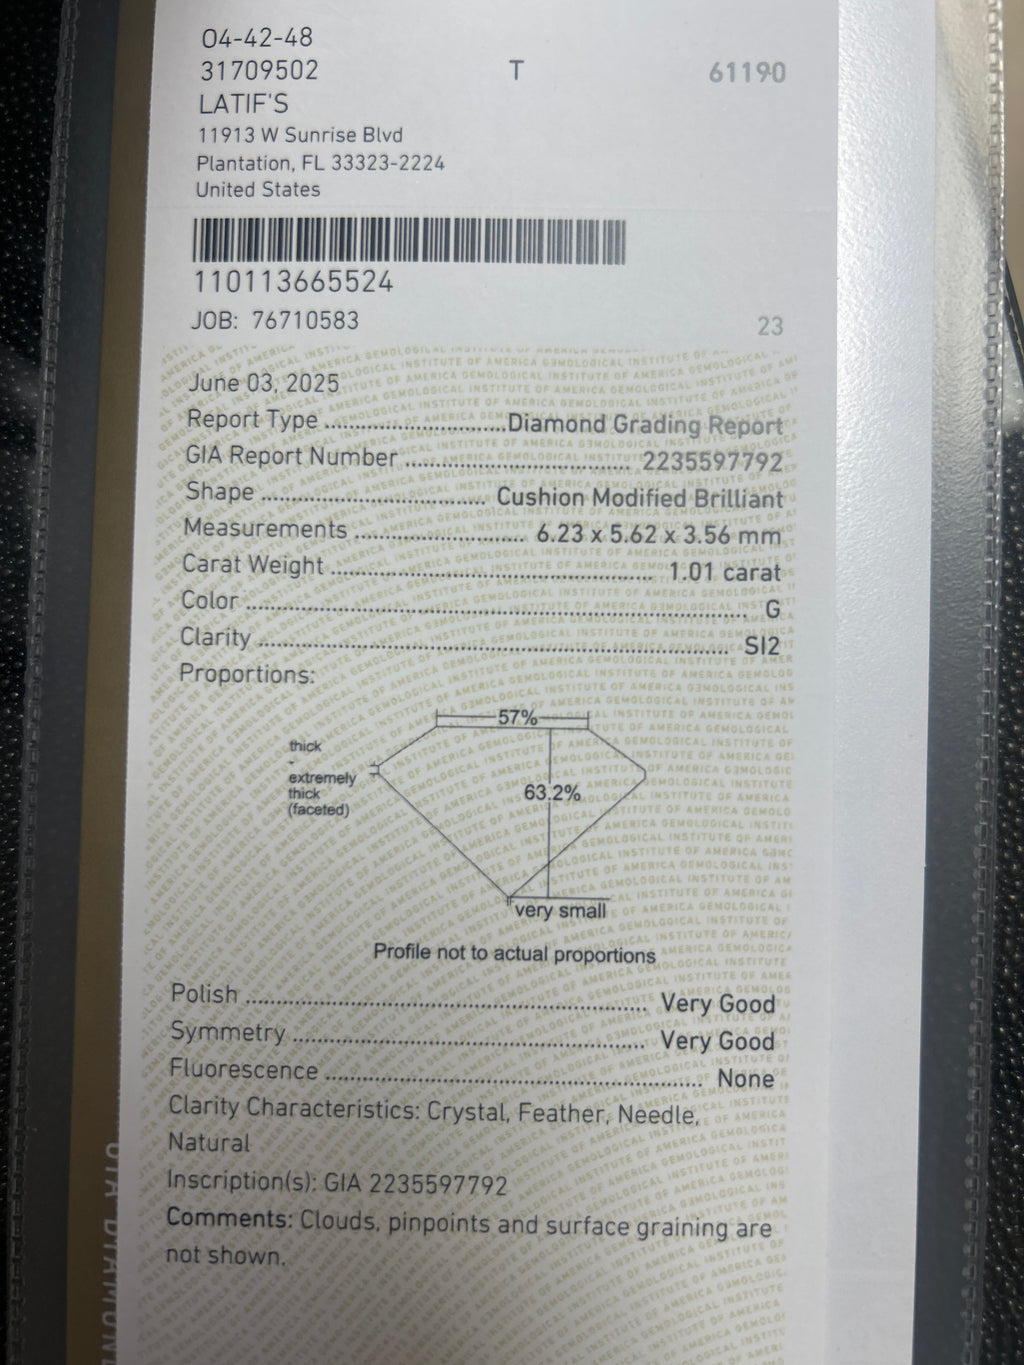 04-42-48
31709502 T 61190
LATIF'S
11913 W Sunrise Blvd
Plantation, FL 33323-2224
United States
110113665524
JOB: 76710583 23
June 03, 2025
Report Type ............................ Diamond Grading Report
GIA Report Number .................................. 2235597792
Shape .................................. Cushion Modified Brilliant
Measurements ......................... 6.23 x 5.62 x 3.56 mm
Carat Weight ................................................ 1.01 carat
Color ........................................................................... G
Clarity ...................................................................... SI2
Proportions:
57%
thick
-
extremely
thick
(faceted)
63.2%
very small
Profile not to actual proportions
Polish ............................................................ Very Good
Symmetry ..................................................... Very Good
Fluorescence ........................................................ None
Clarity Characteristics: Crystal, Feather, Needle,
Natural
Inscription(s): GIA 2235597792
Comments: Clouds, pinpoints and surface graining are
not shown.